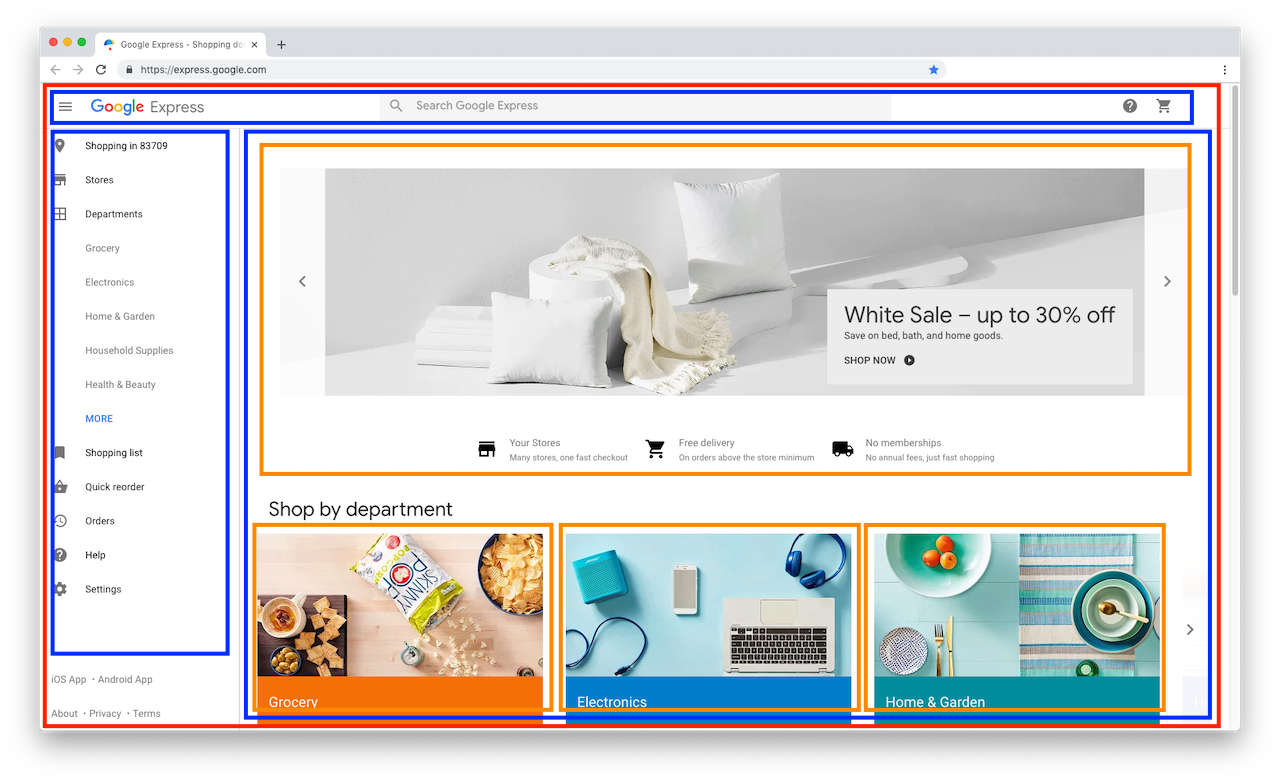 Google Express - Shopping do
https://express.google.com
Google Express
Search Google Express
Shopping in 83709
Stores
Departments
Grocery
Electronics
Home & Garden
Household Supplies
Health & Beauty
MORE
Shopping list
Quick reorder
Orders
Help
Settings
iOS App · Android App
About · Privacy · Terms
White Sale – up to 30% off
Save on bed, bath, and home goods.
SHOP NOW
Your Stores
Many stores, one fast checkout
Free delivery
On orders above the store minimum
No memberships
No annual fees, just fast shopping
Shop by department
POPCORN
SKINNY
POP
Grocery
Electronics
Home & Garden
H